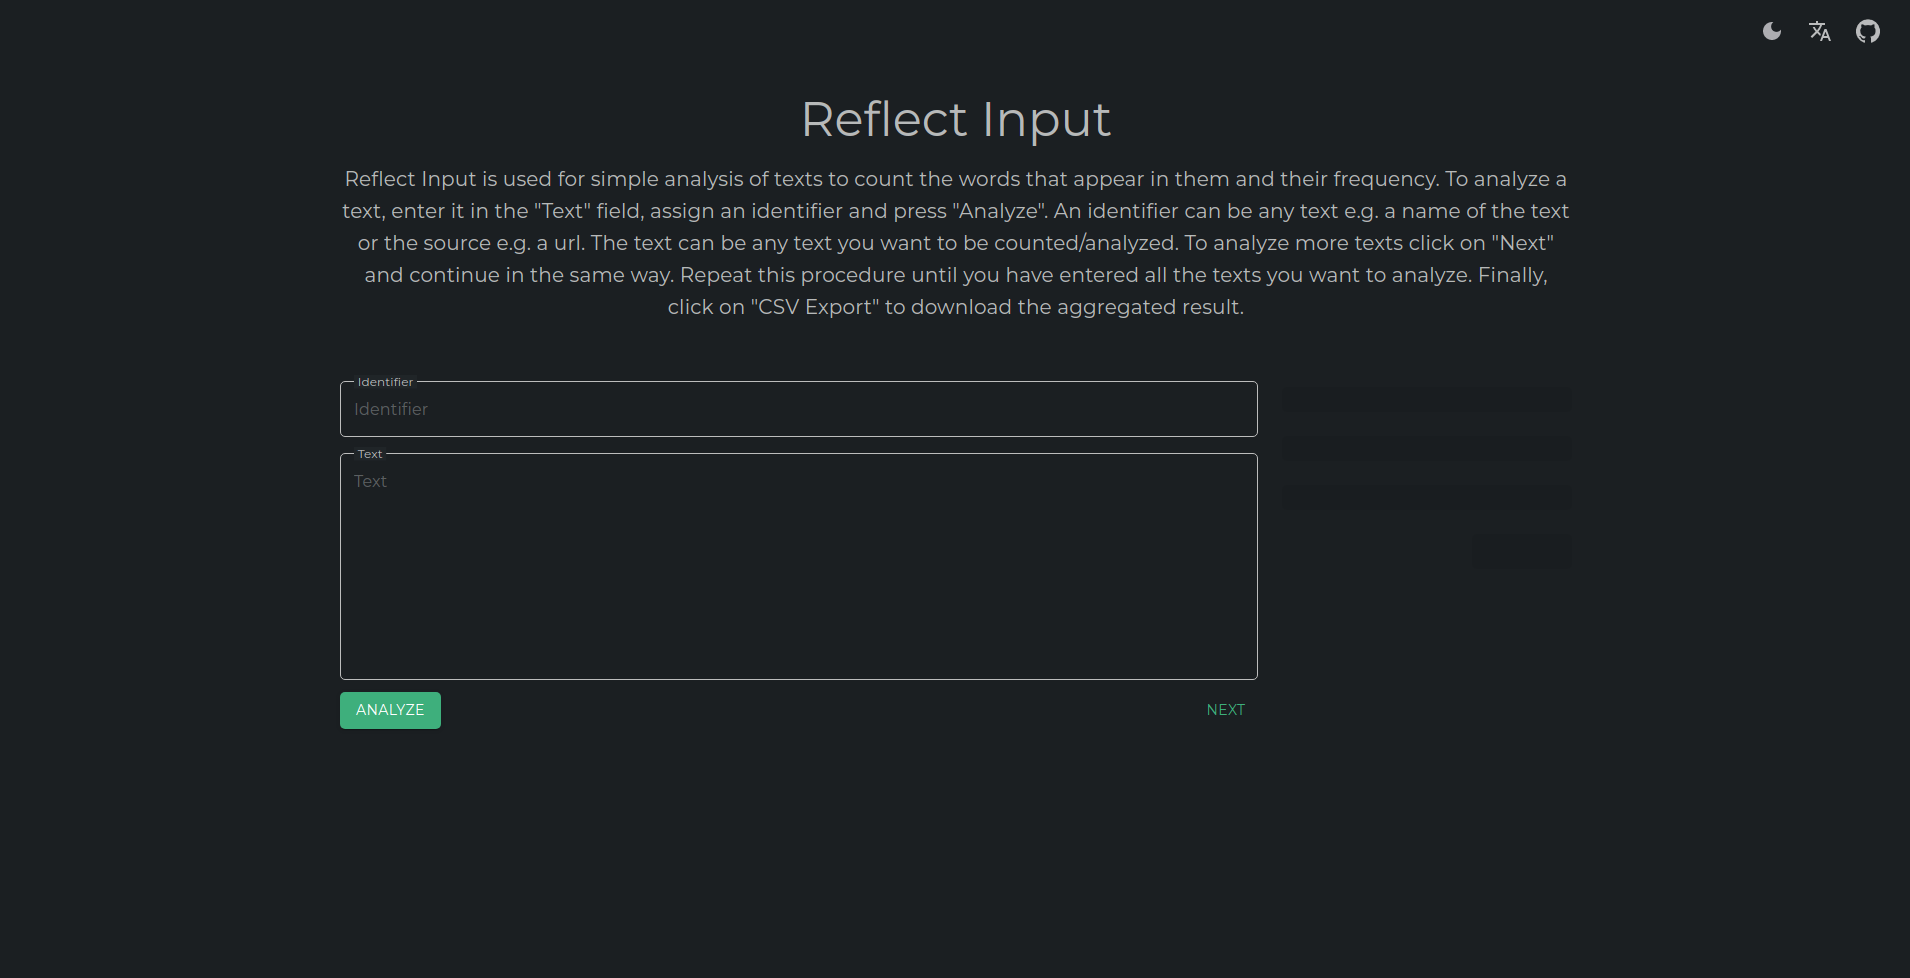 Reflect Input
Reflect Input is used for simple analysis of texts to count the words that appear in them and their frequency. To analyze a
text, enter it in the "Text" field, assign an identifier and press "Analyze". An identifier can be any text e.g. a name of the text
or the source e.g. a url. The text can be any text you want to be counted/analyzed. To analyze more texts click on "Next"
and continue in the same way. Repeat this procedure until you have entered all the texts you want to analyze. Finally,
click on "CSV Export" to download the aggregated result.
Identifier
Identifier
Text
Text
ANALYZE
NEXT